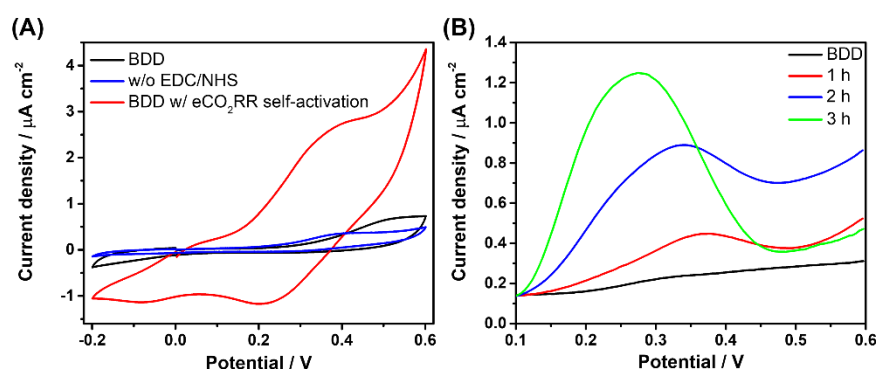 (A)
BDD
w/o EDC/NHS
BDD w/ eCO₂RR self-activation
Current density / μA cm⁻²
4
3
2
1
0
-1
-0.2
0.0
0.2
0.4
0.6
Potential / V
(B)
BDD
1 h
2 h
3 h
Current density / μA cm⁻²
1.4
1.2
1.0
0.8
0.6
0.4
0.2
0.0
0.1
0.2
0.3
0.4
0.5
0.6
Potential / V